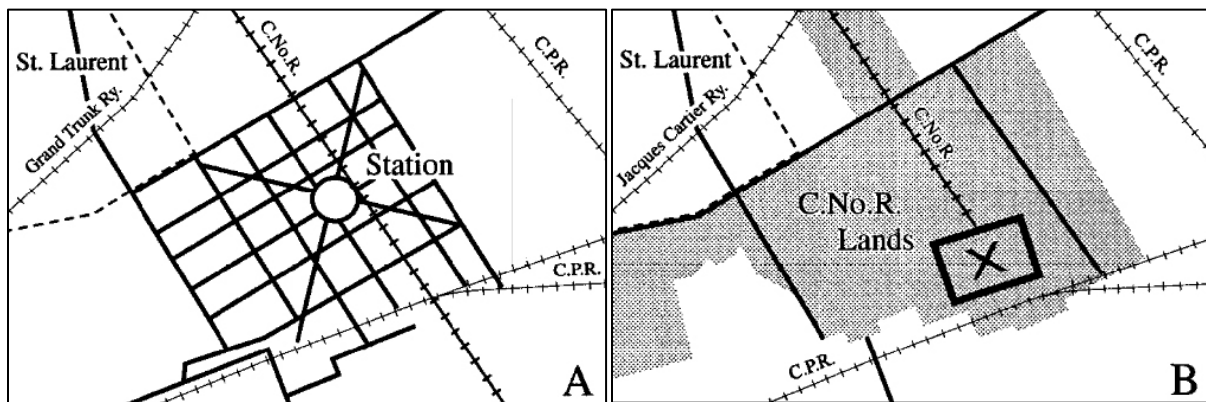 St. Laurent
Grand Trunk Ry.
C.No.R.
C.P.R.
Station
C.P.R.
A
St. Laurent
Jacques Cartier Ry.
C.No.R.
C.P.R.
C.No.R.
Lands
X
C.P.R.
B